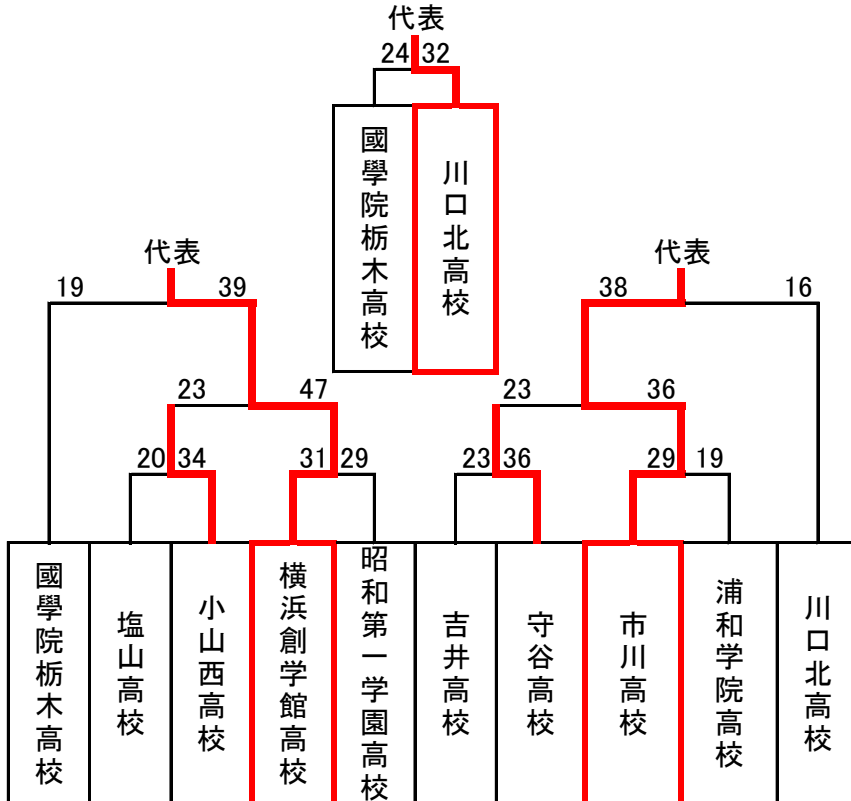 代表
24 32
國學院栃木高校
川口北高校
代表
代表
19 39
38 16
23 47
23 36
20 34
31 29
23 36
29 19
國學院栃木高校
塩山高校
小山西高校
横浜創学館高校
昭和第一学園高校
吉井高校
守谷高校
市川高校
浦和学院高校
川口北高校